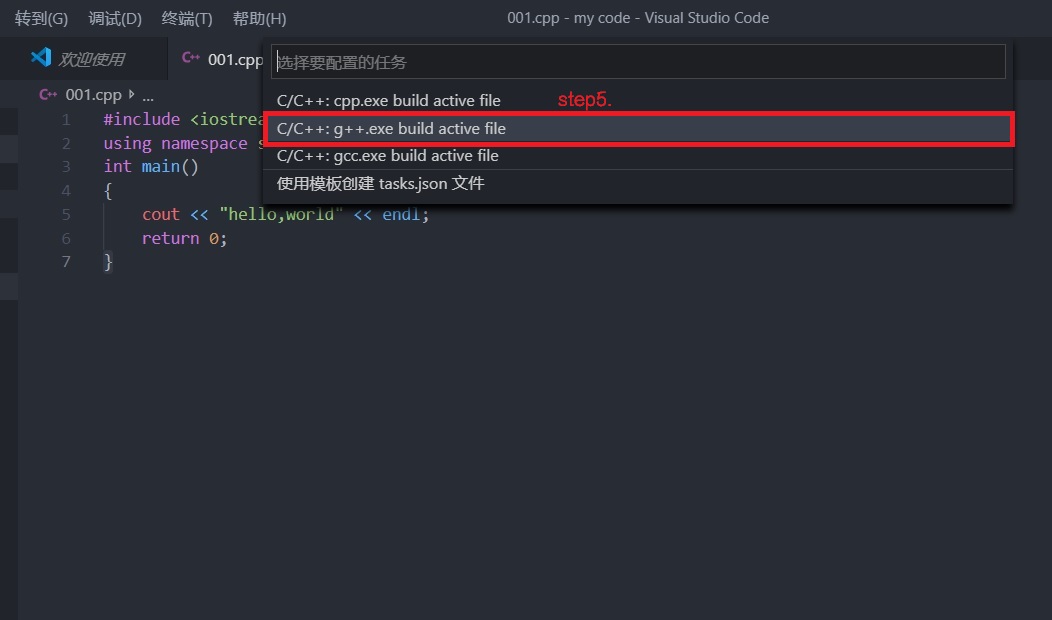 转到(G) 调试(D) 终端(T) 帮助(H) 001.cpp - my code - Visual Studio Code
欢迎使用 C++ 001.cpp
选择要配置的任务
C++ 001.cpp ...
C/C++: cpp.exe build active file step5.
C/C++: g++.exe build active file
C/C++: gcc.exe build active file
使用模板创建 tasks.json 文件
1 #include <iostrea
2 using namespace s
3 int main()
4 {
5 cout << "hello,world" << endl;
6 return 0;
7 }